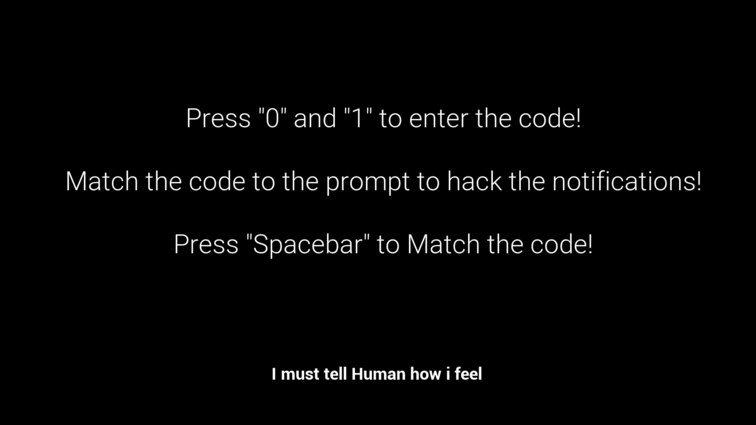 Press "0" and "1" to enter the code!
Match the code to the prompt to hack the notifications!
Press "Spacebar" to Match the code!
I must tell Human how i feel